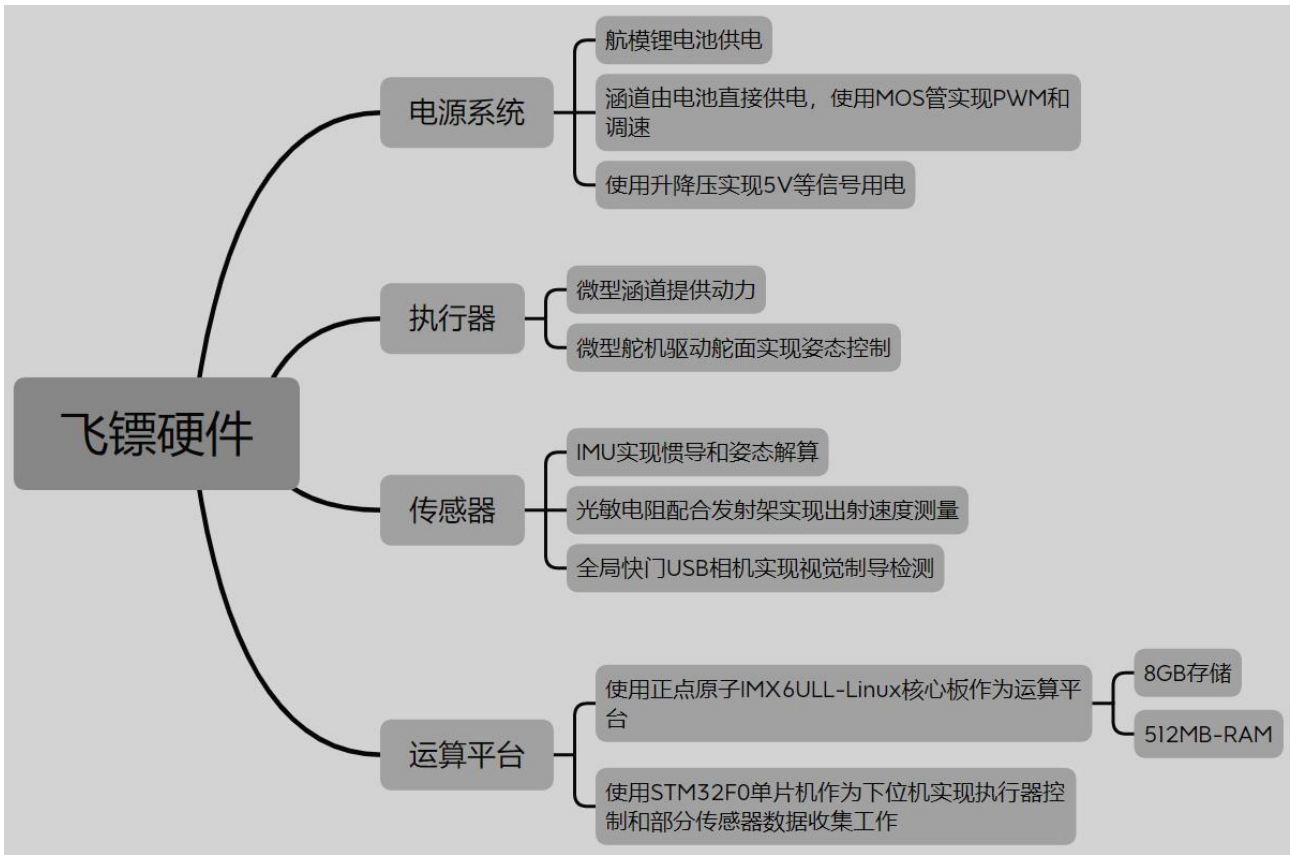 飞镖硬件
电源系统
航模锂电池供电
涵道由电池直接供电，使用MOS管实现PWM和
调速
使用升降压实现5V等信号用电
执行器
微型涵道提供动力
微型舵机驱动舵面实现姿态控制
传感器
IMU实现惯导和姿态解算
光敏电阻配合发射架实现出射速度测量
全局快门USB相机实现视觉制导检测
运算平台
使用正点原子IMX6ULL-Linux核心板作为运算平
台
8GB存储
512MB-RAM
使用STM32F0单片机作为下位机实现执行器控
制和部分传感器数据收集工作